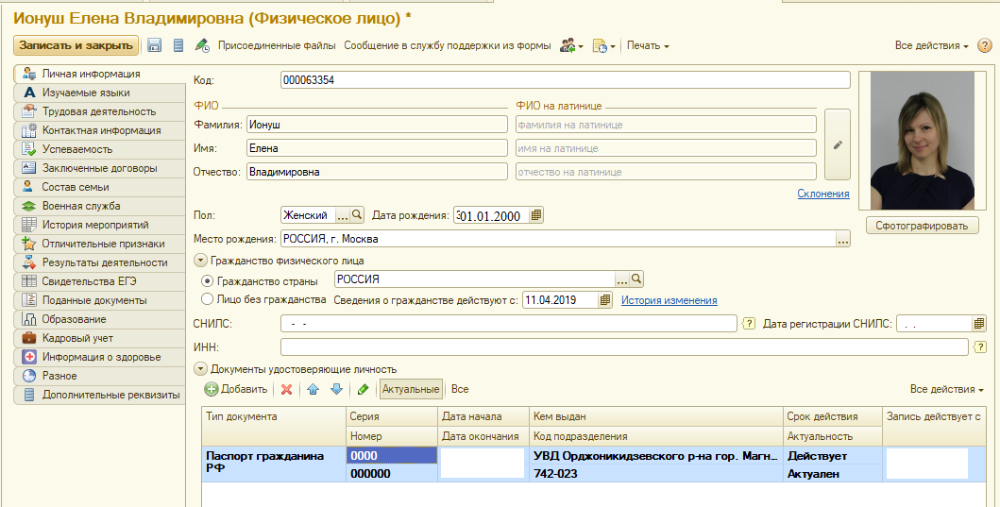 Ионуш Елена Владимировна (Физическое лицо) *
Записать и закрыть Присоединенные файлы Сообщение в службу поддержки из формы Печать Все действия ?
Личная информация
Изучаемые языки
Трудовая деятельность
Контактная информация
Успеваемость
Заключенные договоры
Состав семьи
Военная служба
История мероприятий
Отличительные признаки
Результаты деятельности
Свидетельства ЕГЭ
Поданные документы
Образование
Кадровый учет
Информация о здоровье
Разное
Дополнительные реквизиты
Код: 000063354
ФИО ФИО на латинице
Фамилия: Ионуш фамилия на латинице
Имя: Елена имя на латинице
Отчество: Владимировна отчество на латинице
Склонения
Сфотографировать
Пол: Женский ... Дата рождения: 01.01.2000
Место рождения: РОССИЯ, г. Москва ...
Гражданство физического лица
Гражданство страны РОССИЯ ...
Лицо без гражданства Сведения о гражданстве действуют с: 11.04.2019 История изменения
СНИЛС: - - ? Дата регистрации СНИЛС: . .
ИНН: ?
Документы удостоверяющие личность
Добавить Актуальные Все Все действия
Тип документа Серия Дата начала Кем выдан Срок действия Запись действует с
Номер Дата окончания Код подразделения Актуальность
Паспорт гражданина 0000 УВД Орджоникидзевского р-на гор. Магн... Действует
РФ 000000 742-023 Актуален